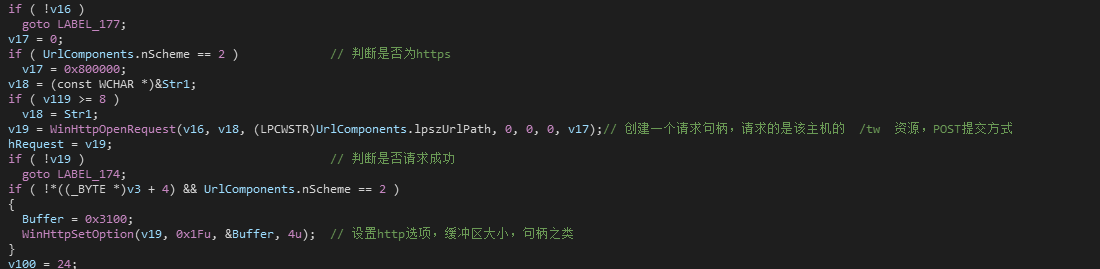 if ( !v16 )
  goto LABEL_177;
v17 = 0;
if ( UrlComponents.nScheme == 2 )             // 判断是否为https
  v17 = 0x800000;
v18 = (const WCHAR *)&Str1;
if ( v119 >= 8 )
  v18 = Str1;
v19 = WinHttpOpenRequest(v16, v18, (LPCWSTR)UrlComponents.lpszUrlPath, 0, 0, 0, v17);// 创建一个请求句柄，请求的是该主机的  /tw  资源，POST提交方式
hRequest = v19;
if ( !v19 )                                   // 判断是否请求成功
  goto LABEL_174;
if ( !*((_BYTE *)v3 + 4) && UrlComponents.nScheme == 2 )
{
  Buffer = 0x3100;
  WinHttpSetOption(v19, 0x1Fu, &Buffer, 4u);  // 设置http选项，缓冲区大小，句柄之类
}
v100 = 24;